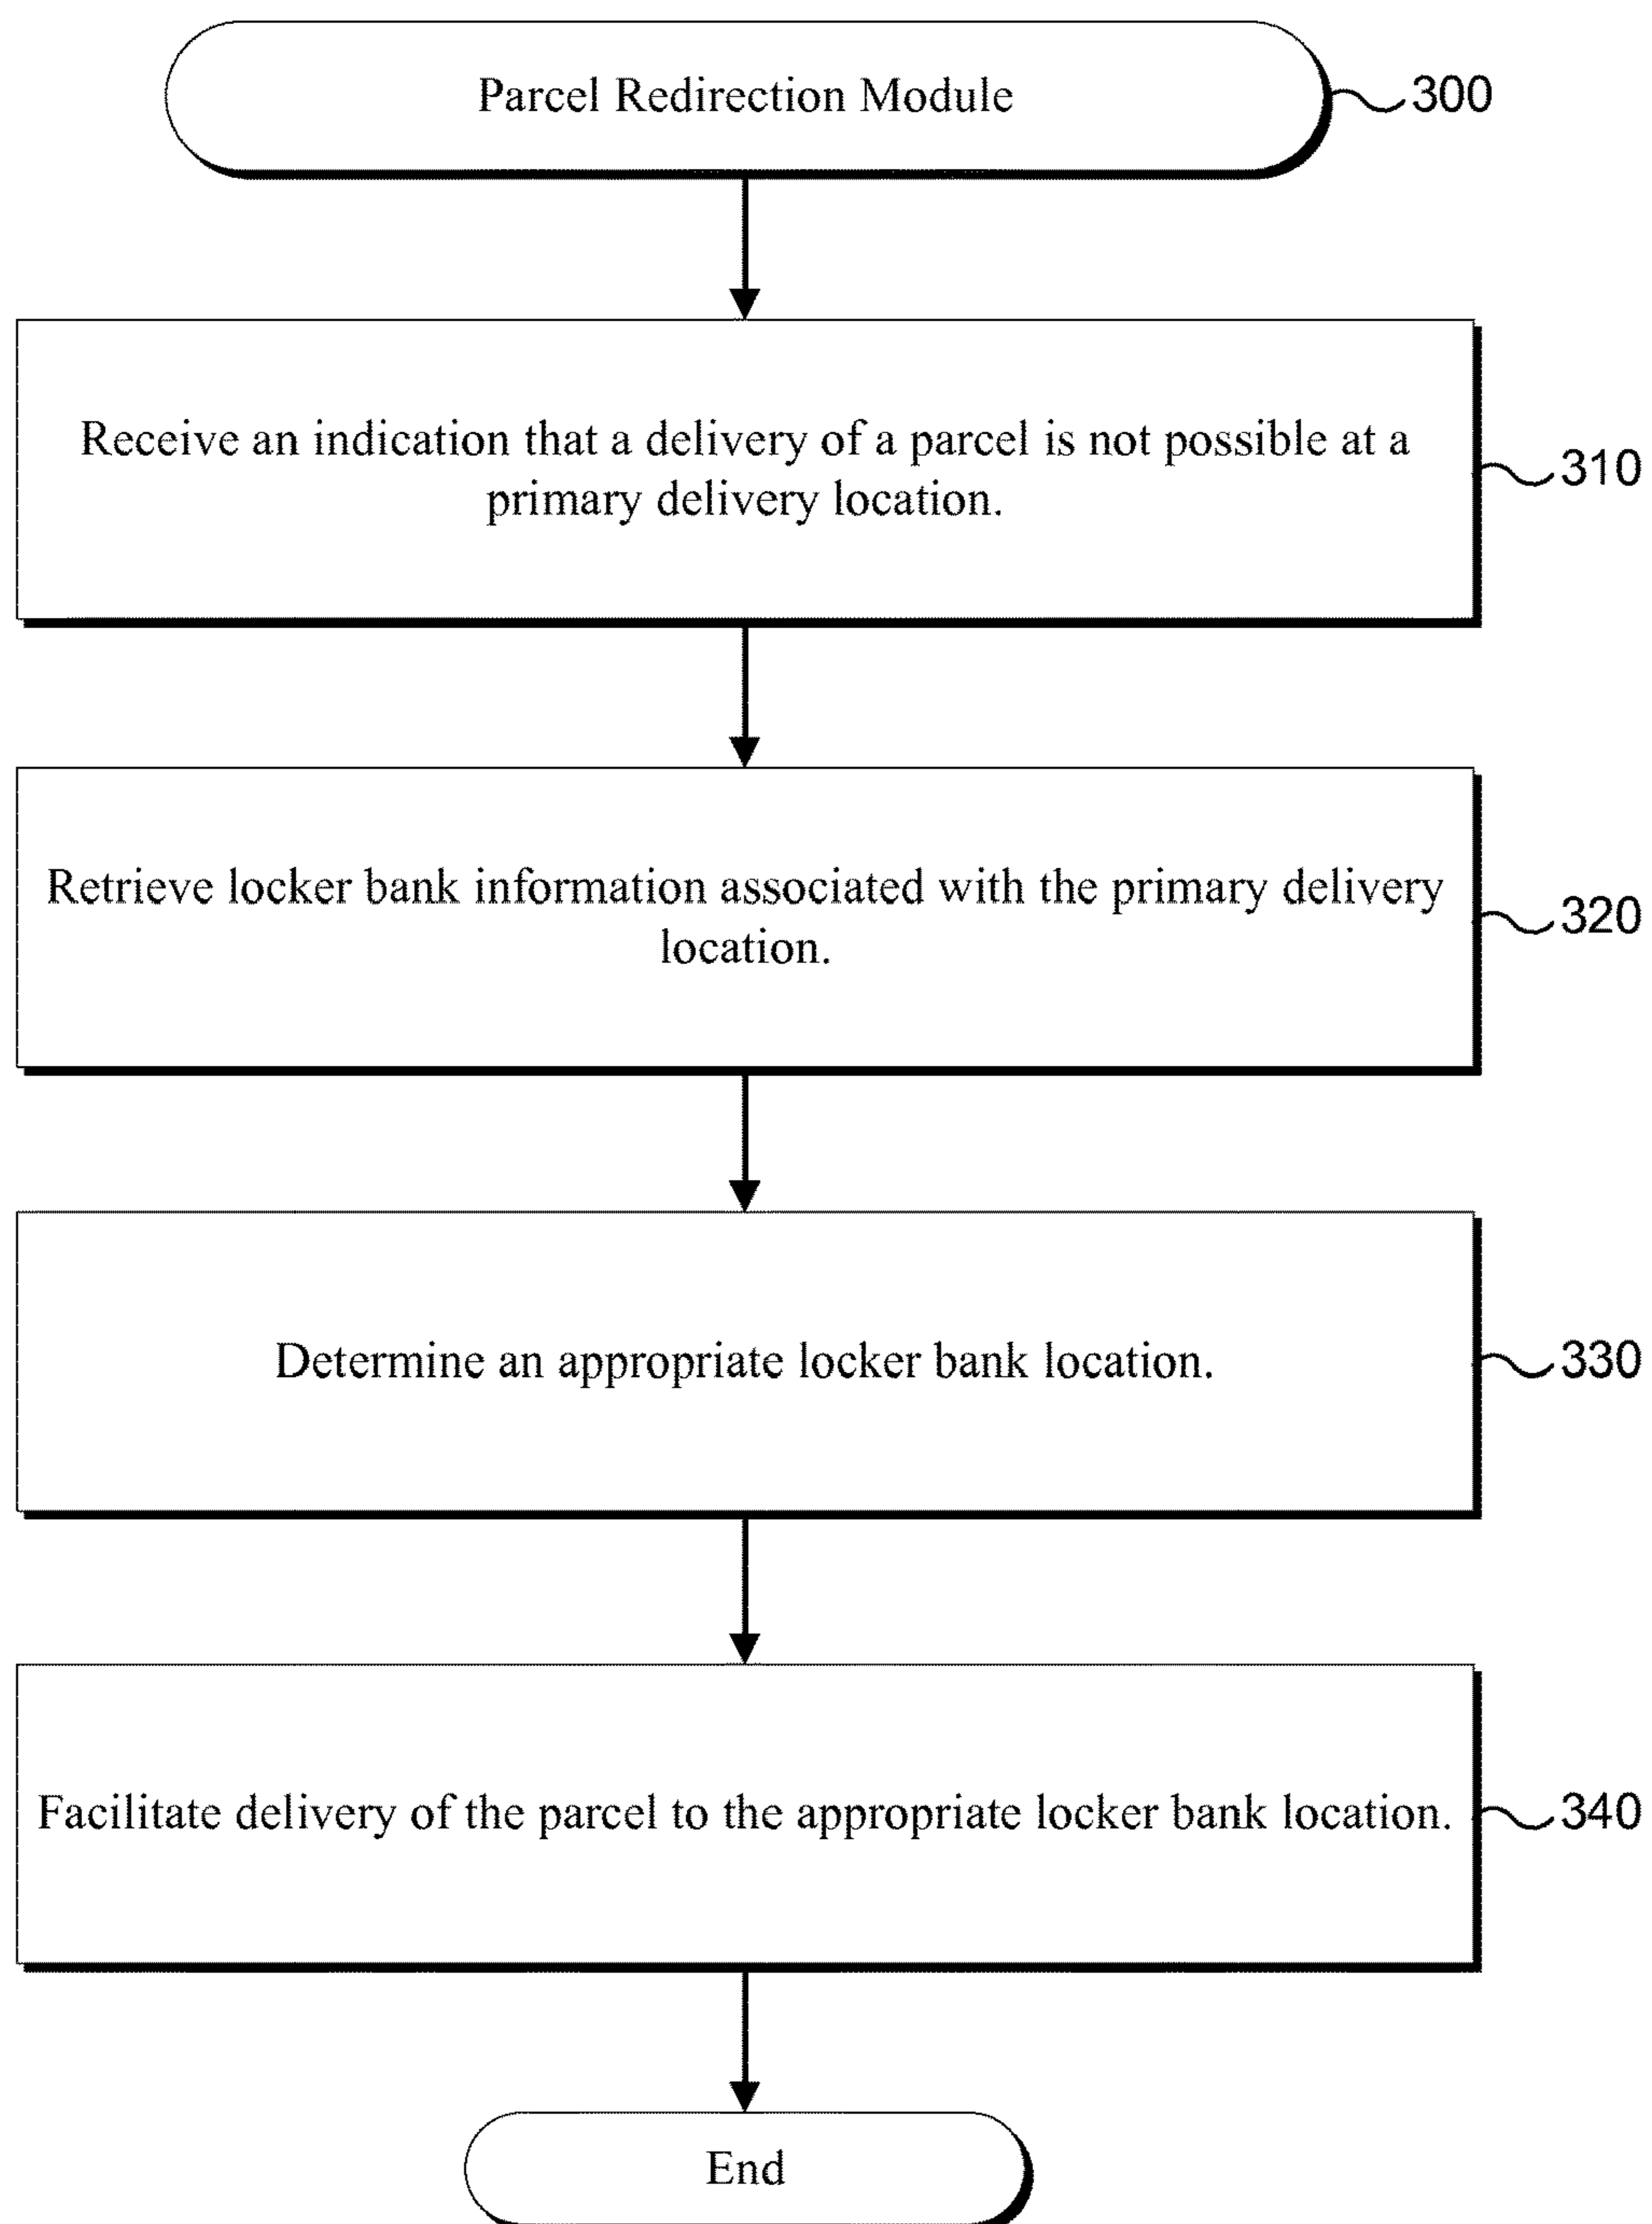 Parcel Redirection Module
300
Receive an indication that a delivery of a parcel is not possible at a
primary delivery location.
310
Retrieve locker bank information associated with the primary delivery
location.
320
Determine an appropriate locker bank location.
330
Facilitate delivery of the parcel to the appropriate locker bank location.
340
End